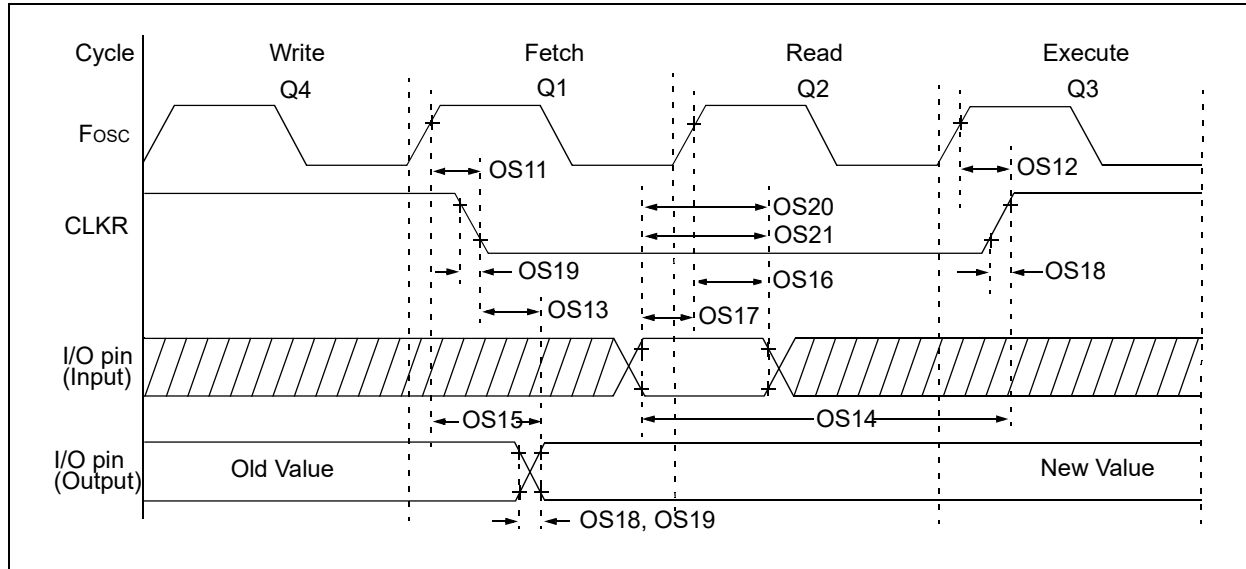 Cycle Write Fetch Read Execute
Q4 Q1 Q2 Q3
FOSC
OS11 OS12
CLKR
OS20
OS21
OS19 OS16 OS18
OS13 OS17
I/O pin
(Input)
OS15 OS14
I/O pin
(Output)
Old Value New Value
OS18, OS19